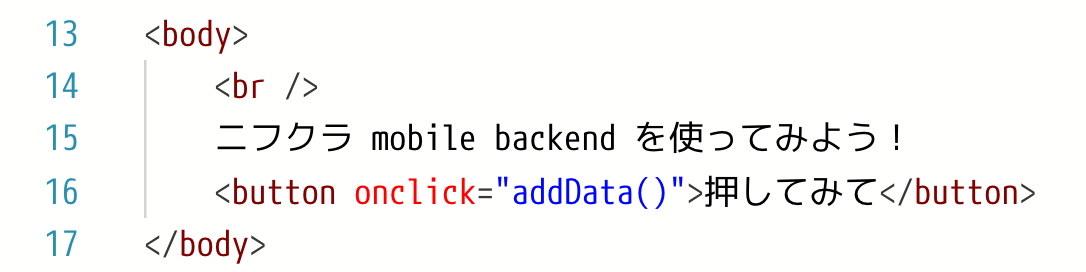 13 <body>
14 <br />
15 ニフクラ mobile backend を使ってみよう！
16 <button onclick="addData()">押してみて</button>
17 </body>